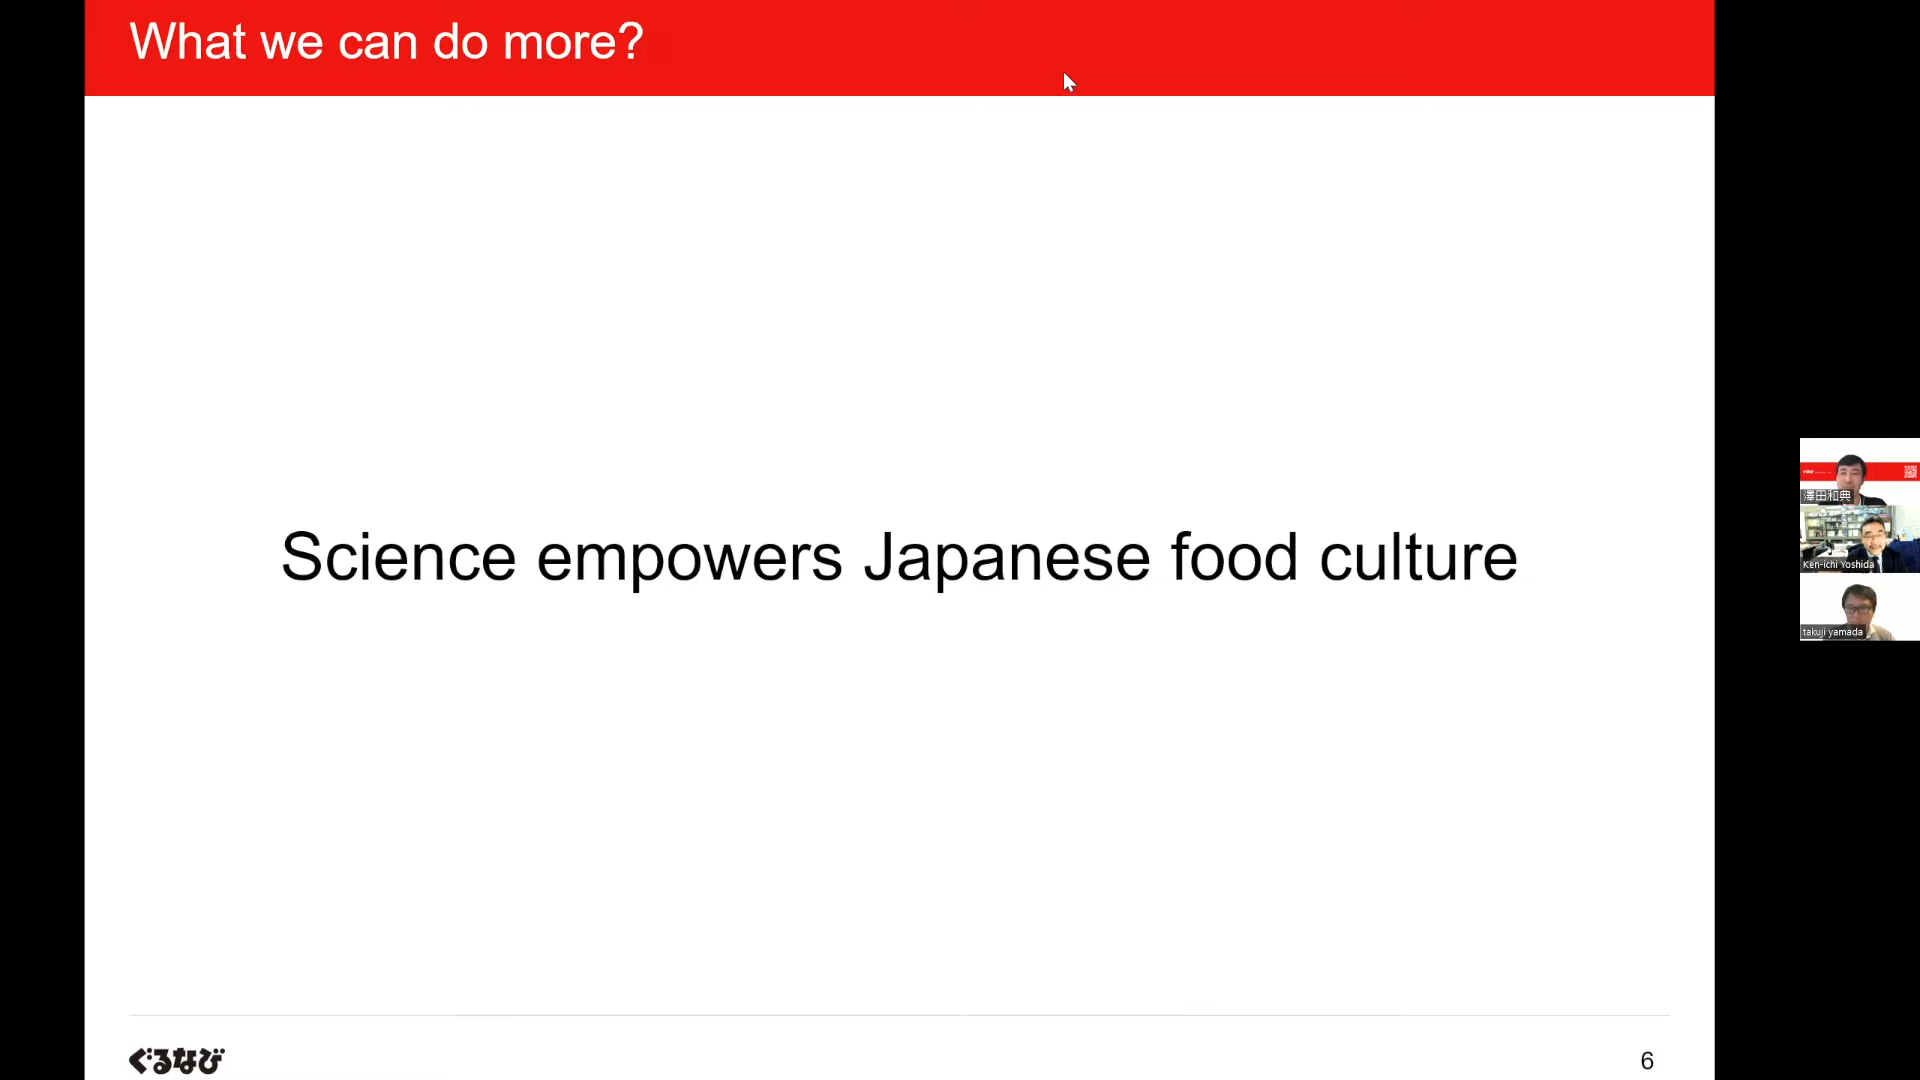 What we can do more?
Science empowers Japanese food culture
澤田和典
Ken-ichi Yoshida
takuji yamada
ぐるなび
6